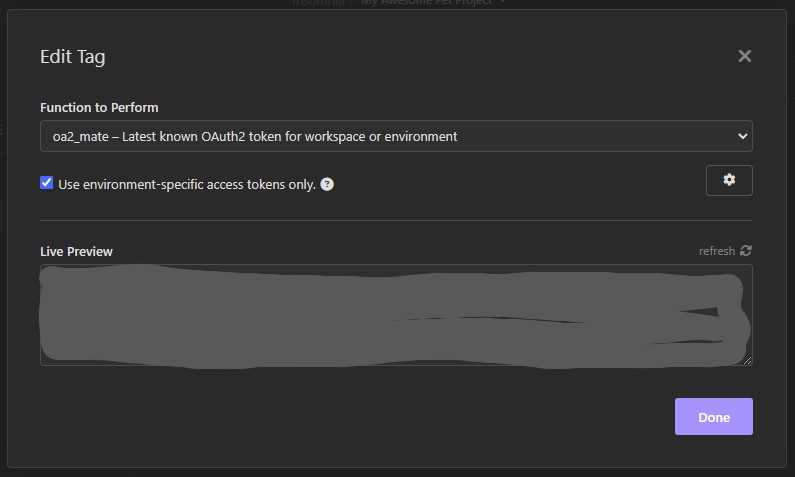 Insomnia / My Awesome Pet Project
Edit Tag
Function to Perform
oa2_mate – Latest known OAuth2 token for workspace or environment
Use environment-specific access tokens only. ?
Live Preview
refresh
Done